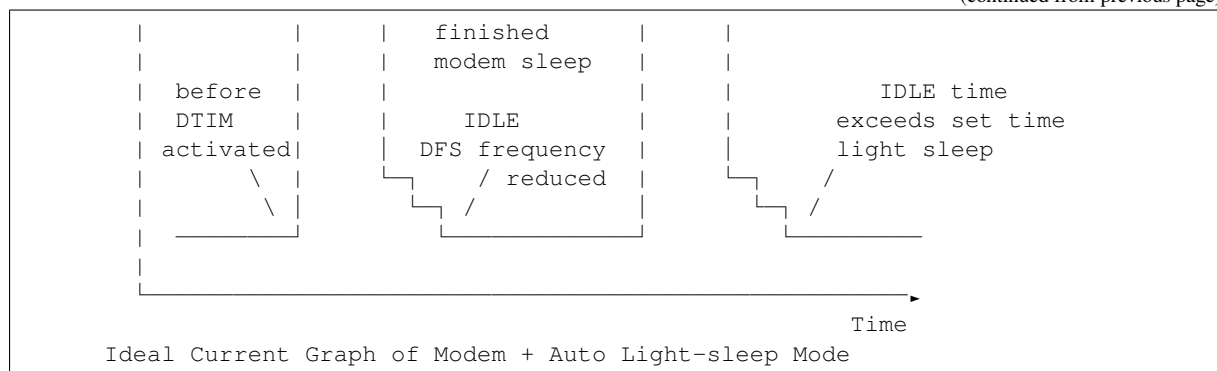 (continued from previous page)
finished
modem sleep
before IDLE time
DTIM IDLE exceeds set time
activated DFS frequency light sleep
reduced
Time
Ideal Current Graph of Modem + Auto Light-sleep Mode